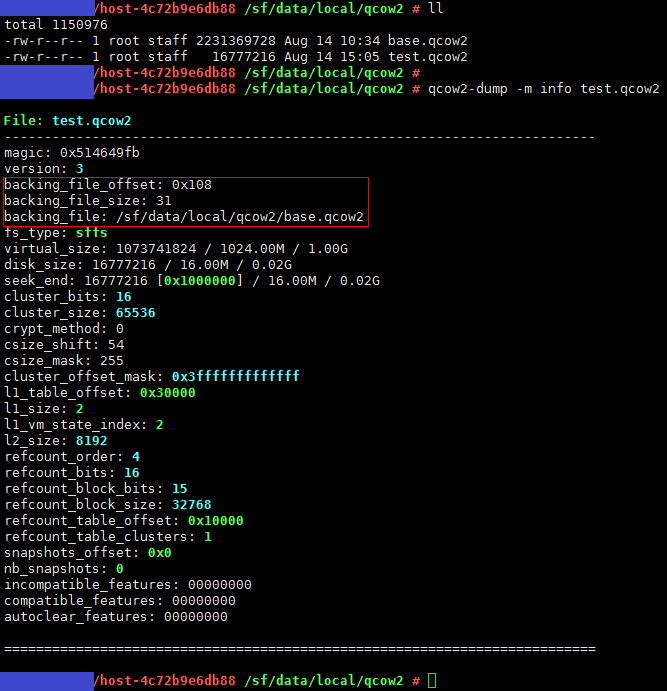 /host-4c72b9e6db88 /sf/data/local/qcow2 # ll
total 1150976
-rw-r--r-- 1 root staff 2231369728 Aug 14 10:34 base.qcow2
-rw-r--r-- 1 root staff   16777216 Aug 14 15:05 test.qcow2
/host-4c72b9e6db88 /sf/data/local/qcow2 #
/host-4c72b9e6db88 /sf/data/local/qcow2 # qcow2-dump -m info test.qcow2
File: test.qcow2
--------------------------------------------------------------------------
magic: 0x514649fb
version: 3
backing_file_offset: 0x108
backing_file_size: 31
backing_file: /sf/data/local/qcow2/base.qcow2
fs_type: sffs
virtual_size: 1073741824 / 1024.00M / 1.00G
disk_size: 16777216 / 16.00M / 0.02G
seek_end: 16777216 [0x1000000] / 16.00M / 0.02G
cluster_bits: 16
cluster_size: 65536
crypt_method: 0
csize_shift: 54
csize_mask: 255
cluster_offset_mask: 0x3fffffffffffff
l1_table_offset: 0x30000
l1_size: 2
l1_vm_state_index: 2
l2_size: 8192
refcount_order: 4
refcount_bits: 16
refcount_block_bits: 15
refcount_block_size: 32768
refcount_table_offset: 0x10000
refcount_table_clusters: 1
snapshots_offset: 0x0
nb_snapshots: 0
incompatible_features: 00000000
compatible_features: 00000000
autoclear_features: 00000000
==========================================================================
/host-4c72b9e6db88 /sf/data/local/qcow2 #